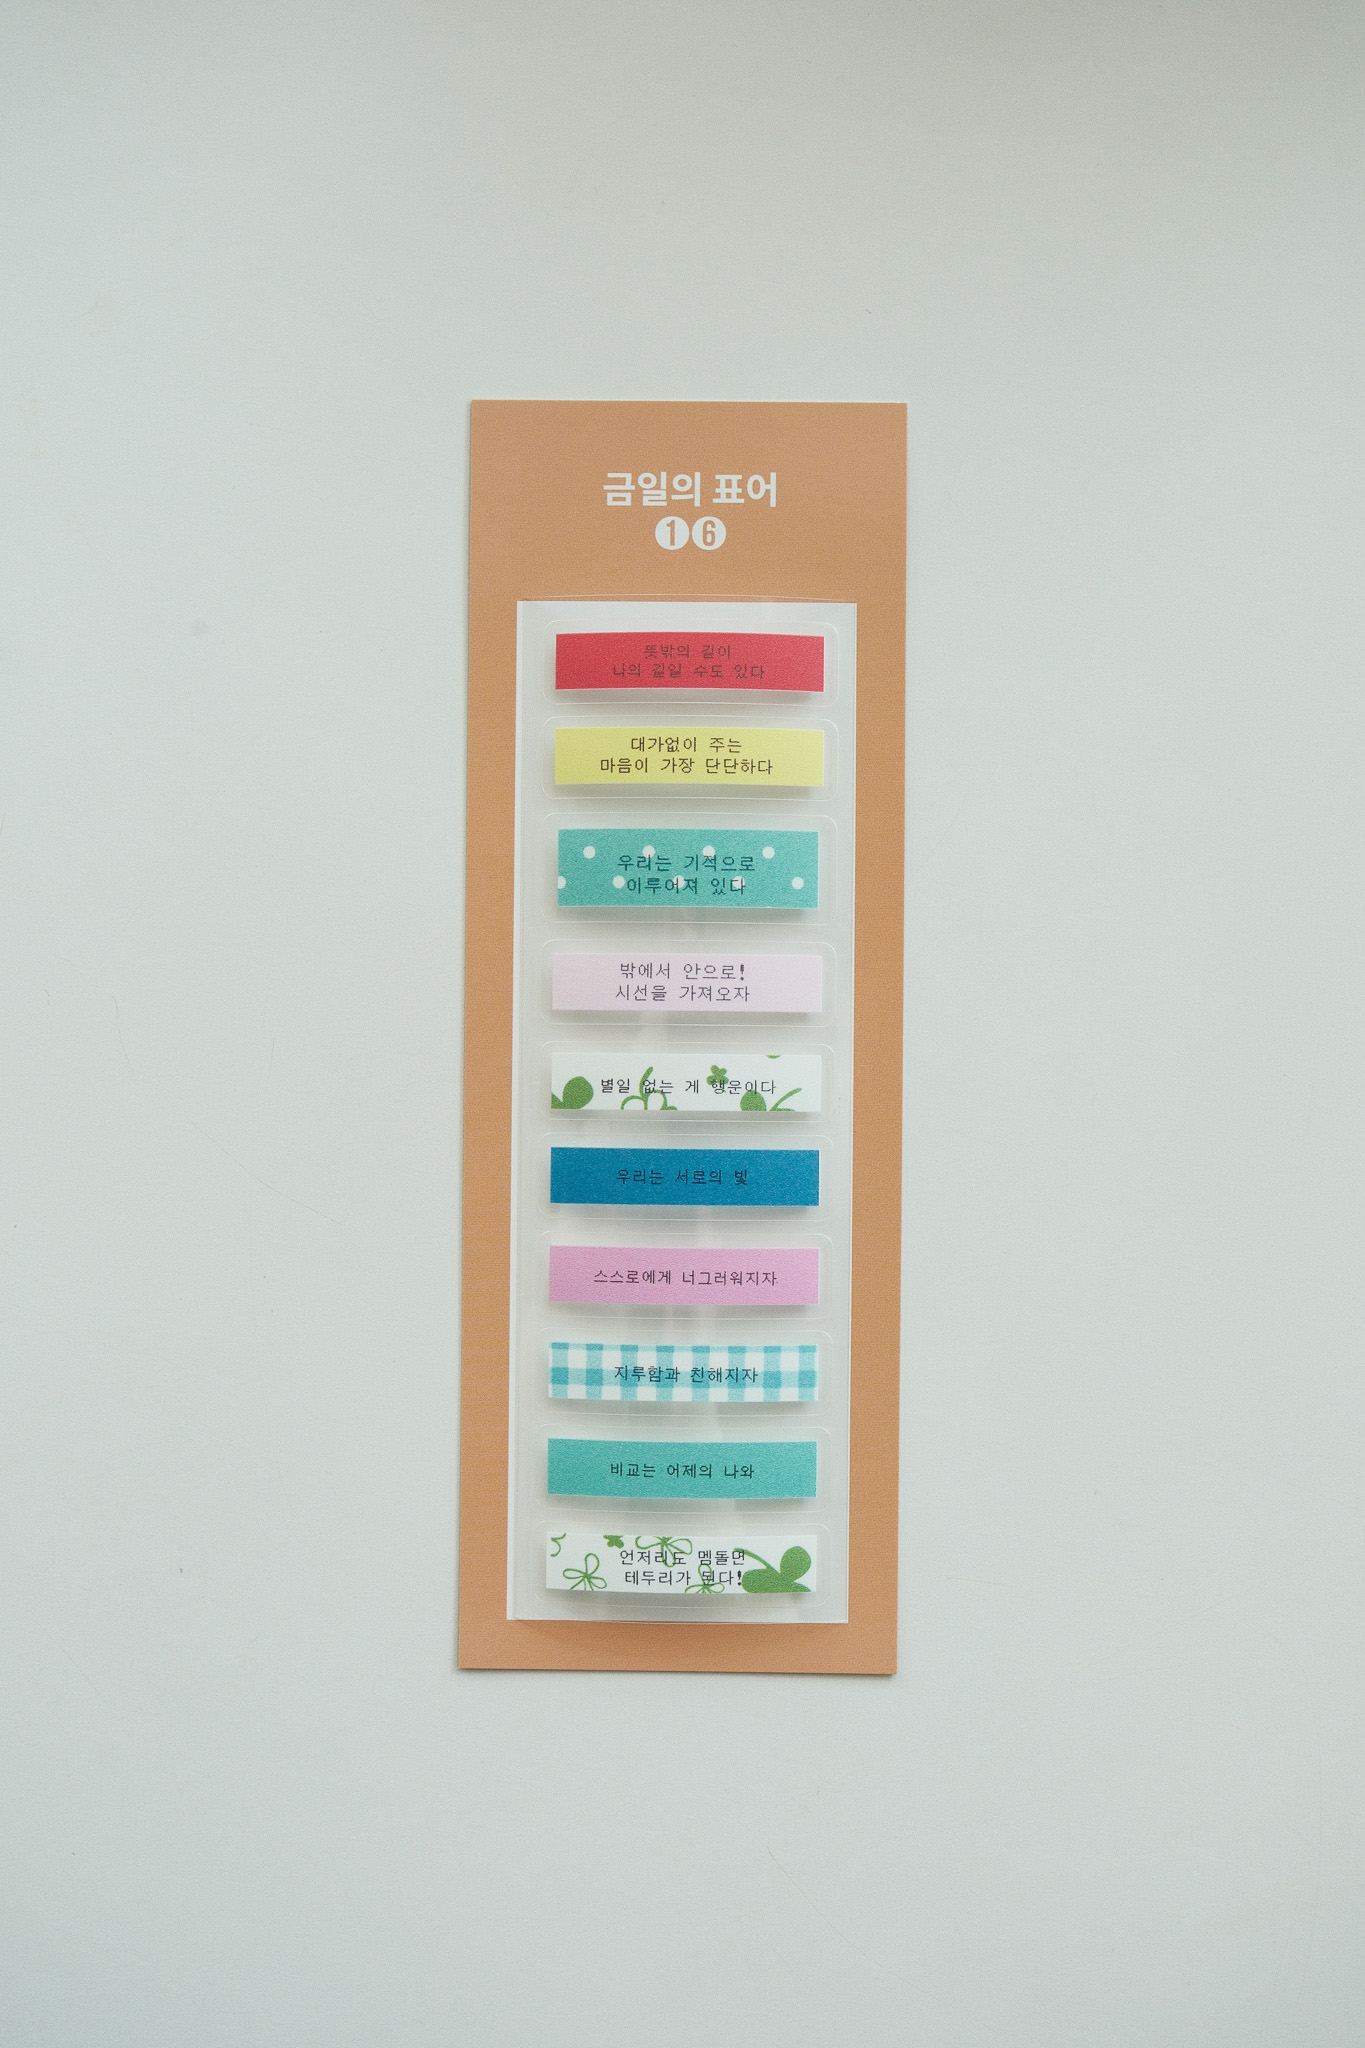 금일의 표어
16
뜻밖의 길이
나의 길일 수도 있다
대가없이 주는
마음이 가장 단단하다
우리는 기적으로
이루어져 있다
밖에서 안으로!
시선을 가져오자
별일 없는 게 행운이다
우리는 서로의 빛
스스로에게 너그러워지자
지루함과 친해지자
비교는 어제의 나와
언저리도 맴돌면
테두리가 된다!